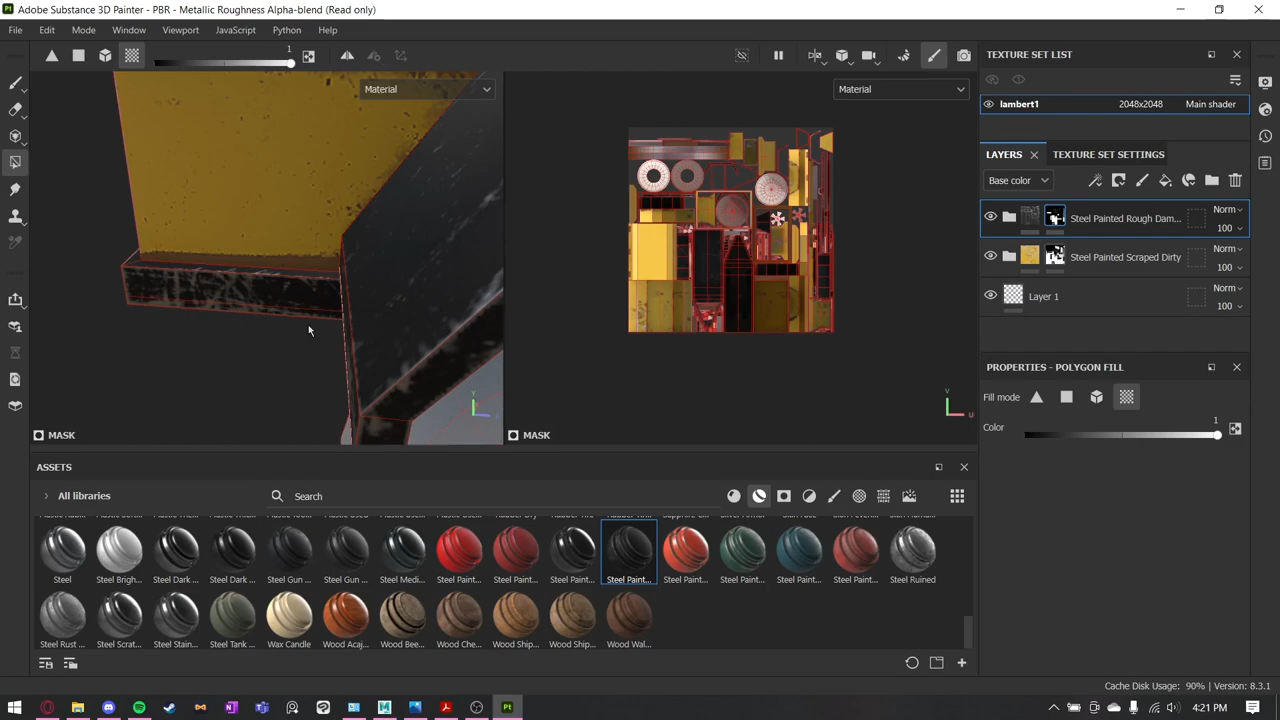 Adobe Substance 3D Painter - PBR - Metallic Roughness Alpha-blend (Read only)
File Edit Mode Window Viewport JavaScript Python Help
1
TEXTURE SET LIST
Material
Material
lambert1 2048x2048 Main shader
LAYERS TEXTURE SET SETTINGS
Base color
Steel Painted Rough Dam... Norm 100
Steel Painted Scraped Dirty Norm 100
Layer 1 Norm 100
PROPERTIES - POLYGON FILL
Fill mode
Color 1
Y
V
U
MASK
MASK
ASSETS
All libraries
Search
Steel Steel Brigh... Steel Dark ... Steel Dark ... Steel Gun ... Steel Gun ... Steel Medi... Steel Paint... Steel Paint... Steel Paint... Steel Paint... Steel Paint... Steel Paint... Steel Paint... Steel Paint... Steel Ruined
Steel Rust ... Steel Scrat... Steel Stain... Steel Tank ... Wax Candle Wood Acaj... Wood Bee... Wood Che... Wood Ship... Wood Ship... Wood Wal...
Cache Disk Usage: 90% | Version: 8.3.1
4:21 PM